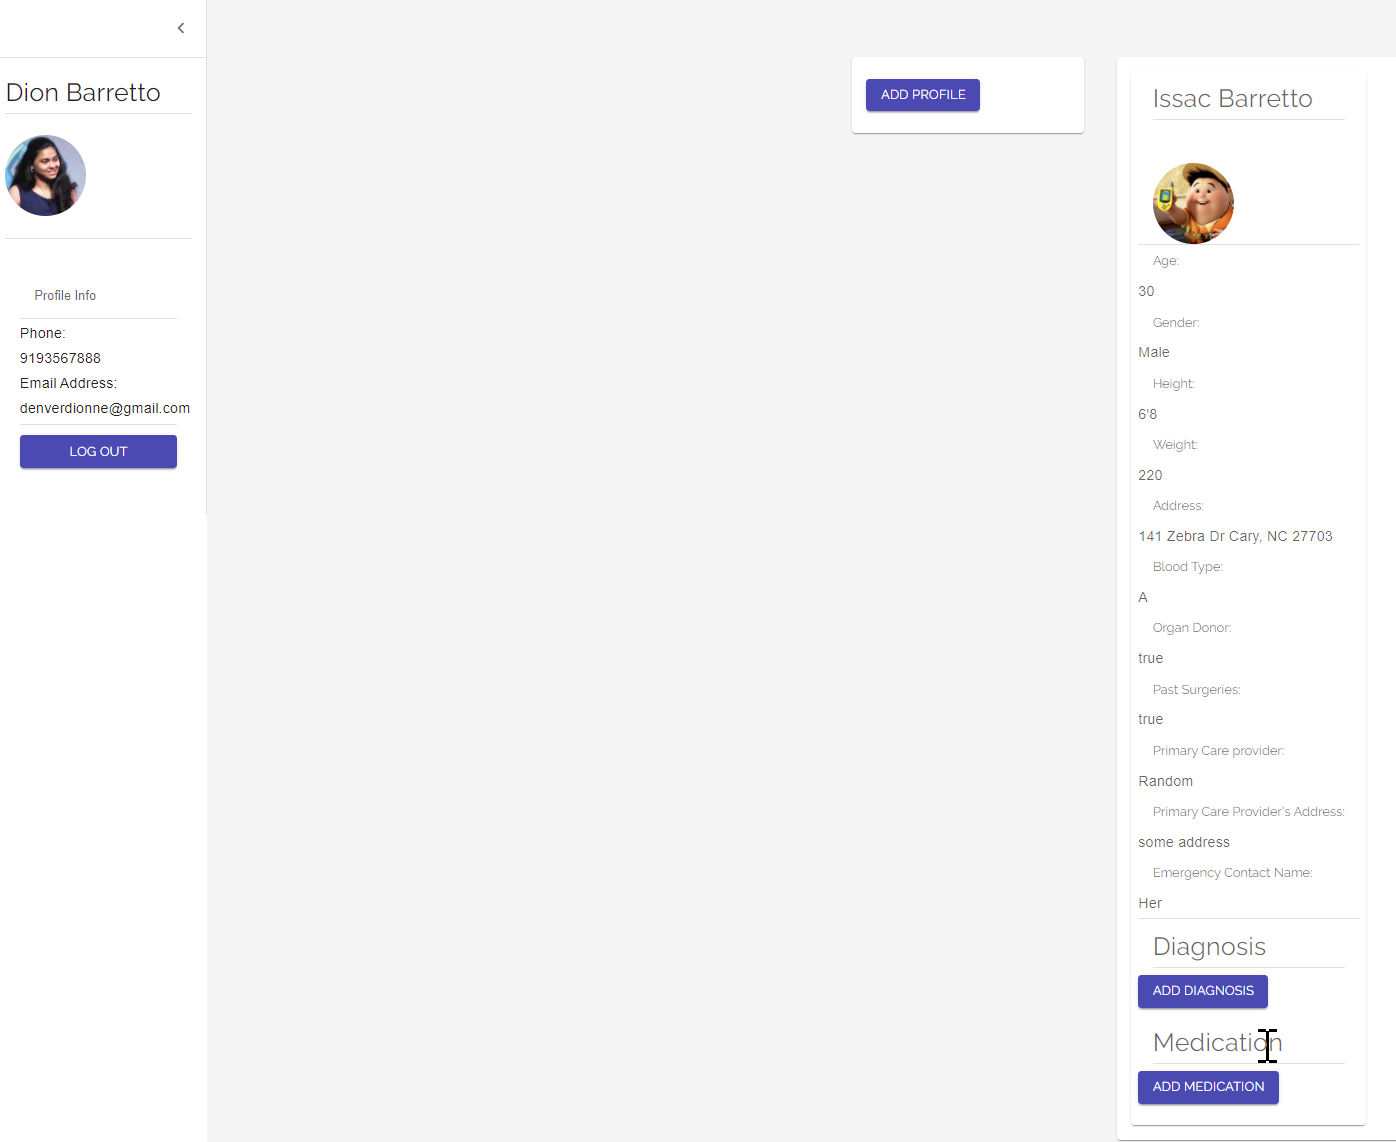 Dion Barretto
Profile Info
Phone:
9193567888
Email Address:
denverdionne@gmail.com
LOG OUT
ADD PROFILE
Issac Barretto
Age:
30
Gender:
Male
Height:
6'8
Weight:
220
Address:
141 Zebra Dr Cary, NC 27703
Blood Type:
A
Organ Donor:
true
Past Surgeries:
true
Primary Care provider:
Random
Primary Care Provider's Address:
some address
Emergency Contact Name:
Her
Diagnosis
ADD DIAGNOSIS
Medication
ADD MEDICATION